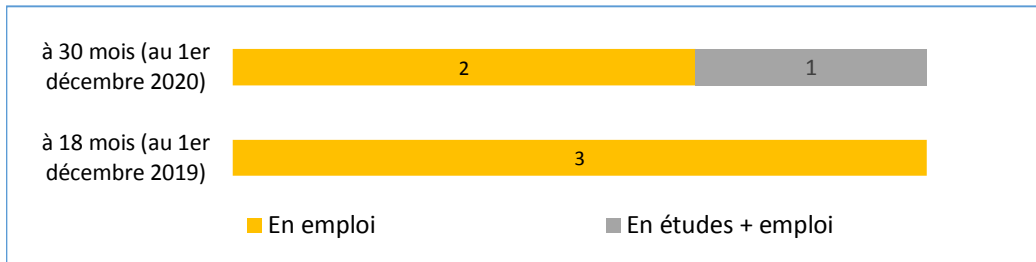 à 30 mois (au 1er
décembre 2020)
2
1
à 18 mois (au 1er
décembre 2019)
3
En emploi
En études + emploi